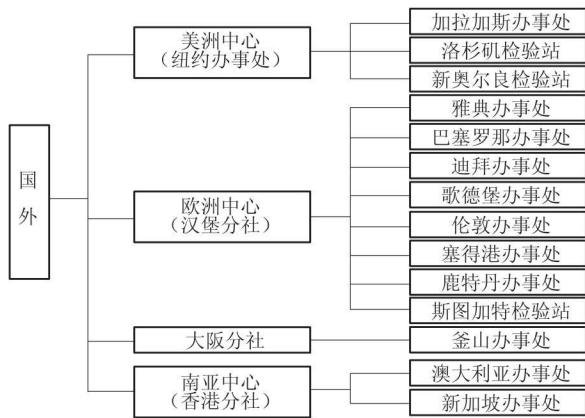 国
外
美洲中心
（纽约办事处）
加拉加斯办事处
洛杉矶检验站
新奥尔良检验站
欧洲中心
（汉堡分社）
雅典办事处
巴塞罗那办事处
迪拜办事处
歌德堡办事处
伦敦办事处
塞得港办事处
鹿特丹办事处
斯图加特检验站
大阪分社
釜山办事处
南亚中心
（香港分社）
澳大利亚办事处
新加坡办事处